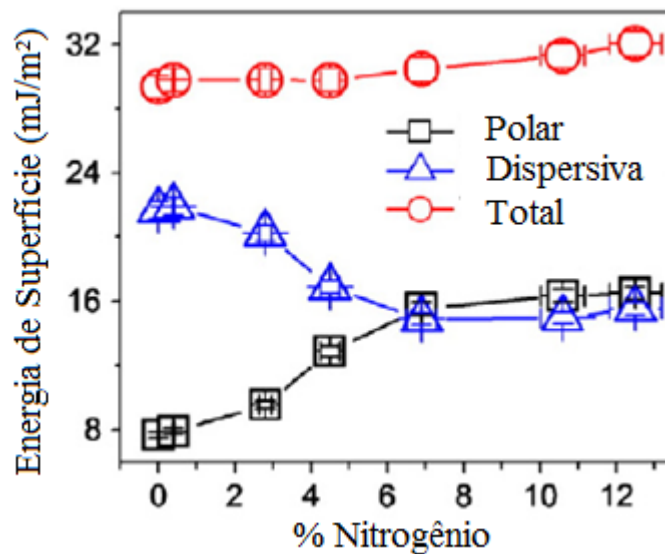 Energia de Superfície (mJ/m²)
32
24
16
8
Polar
Dispersiva
Total
0 2 4 6 8 10 12
% Nitrogênio